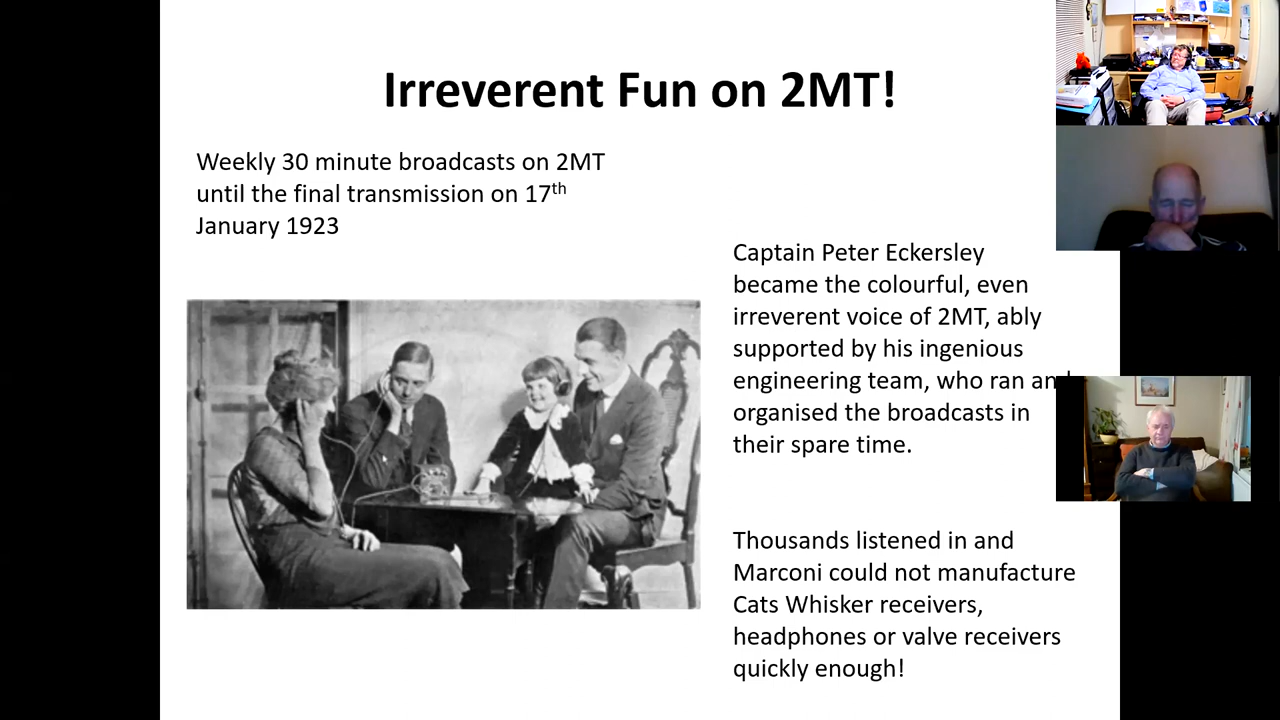 Irreverent Fun on 2MT!
Weekly 30 minute broadcasts on 2MT
until the final transmission on 17th
January 1923
Captain Peter Eckersley
became the colourful, even
irreverent voice of 2MT, ably
supported by his ingenious
engineering team, who ran and
organised the broadcasts in
their spare time.
Thousands listened in and
Marconi could not manufacture
Cats Whisker receivers,
headphones or valve receivers
quickly enough!